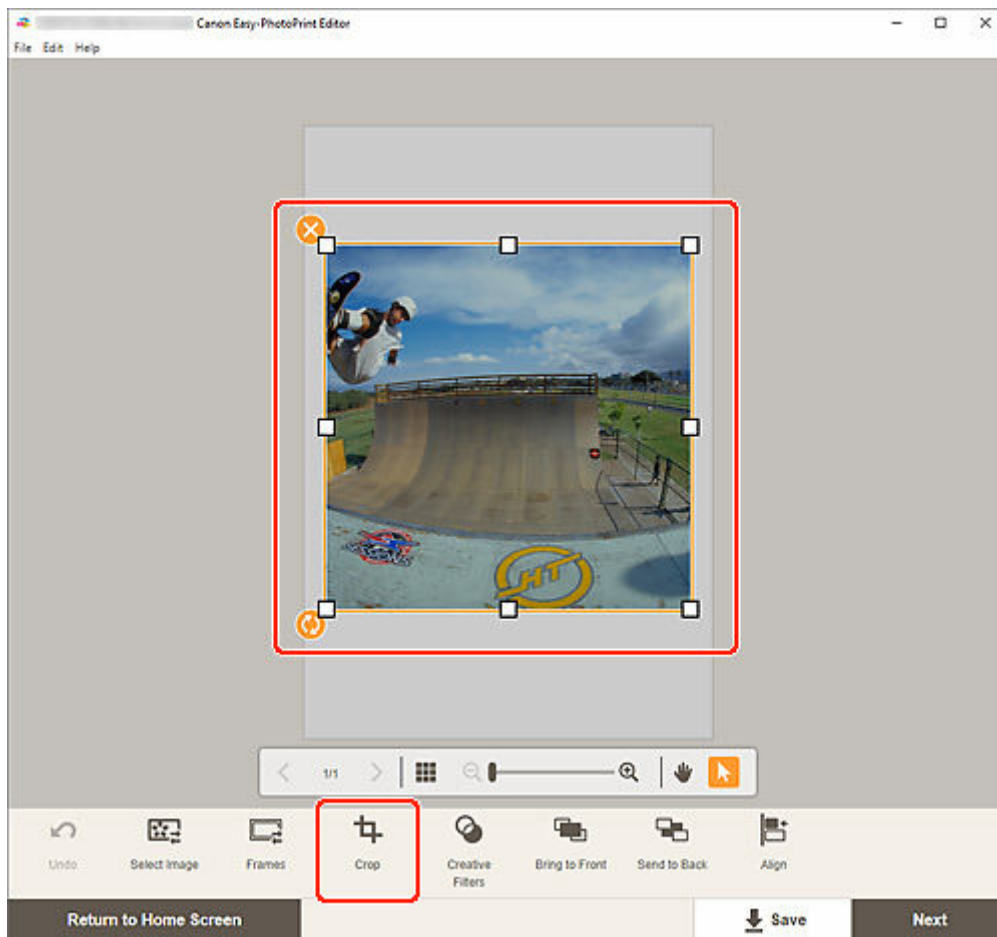 Canon Easy-PhotoPrint Editor
File Edit Help
HT
1/1
Undo Select Image Frames Crop Creative Filters Bring to Front Send to Back Align
Return to Home Screen Save Next